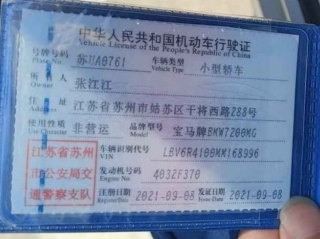 中华人民共和国机动车行驶证
Vehicle License of the People's Republic of China
号牌号码 苏UA0761 车辆类型 小型轿车
Plate No. Vehicle Type
所有人 张江江
Owner
住址 江苏省苏州市姑苏区干将西路288号
Address
使用性质 非营运 品牌型号 宝马牌BMW7200MG
Use Character Model
江苏省苏州市公安局交通警察支队
车辆识别代号 LBV6R4100MM168996
VIN
发动机号码 4032F370
Engine No.
注册日期 2021-09-08 发证日期 2021-09-08
Register Date Issue Date